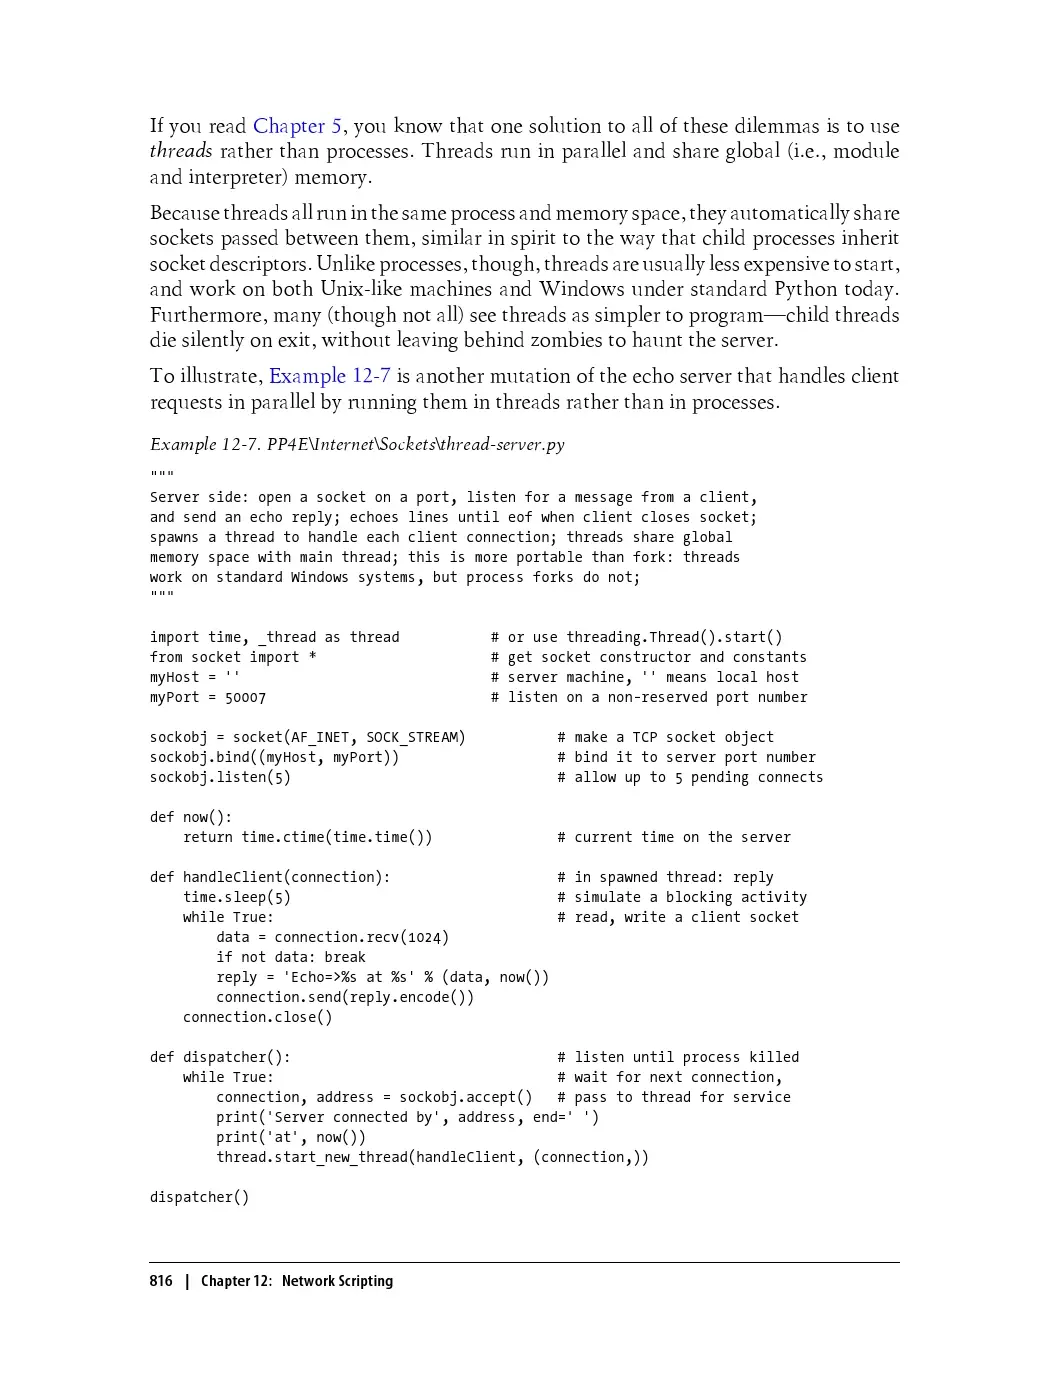 If you read Chapter 5, you know that one solution to all of these dilemmas is to use
threads rather than processes. Threads run in parallel and share global (i.e., module
and interpreter) memory.
Because threads all run in the same process and memory space, they automatically share
sockets passed between them, similar in spirit to the way that child processes inherit
socket descriptors. Unlike processes, though, threads are usually less expensive to start,
and work on both Unix-like machines and Windows under standard Python today.
Furthermore, many (though not all) see threads as simpler to program—child threads
die silently on exit, without leaving behind zombies to haunt the server.
To illustrate, Example 12-7 is another mutation of the echo server that handles client
requests in parallel by running them in threads rather than in processes.
Example 12-7. PP4E\Internet\Sockets\thread-server.py
"""
Server side: open a socket on a port, listen for a message from a client,
and send an echo reply; echoes lines until eof when client closes socket;
spawns a thread to handle each client connection; threads share global
memory space with main thread; this is more portable than fork: threads
work on standard Windows systems, but process forks do not;
"""
import time, _thread as thread           # or use threading.Thread().start()
from socket import *                     # get socket constructor and constants
myHost = ''                              # server machine, '' means local host
myPort = 50007                           # listen on a non-reserved port number
sockobj = socket(AF_INET, SOCK_STREAM)           # make a TCP socket object
sockobj.bind((myHost, myPort))                   # bind it to server port number
sockobj.listen(5)                                # allow up to 5 pending connects
def now():
    return time.ctime(time.time())               # current time on the server
def handleClient(connection):                    # in spawned thread: reply
    time.sleep(5)                                # simulate a blocking activity
    while True:                                  # read, write a client socket
        data = connection.recv(1024)
        if not data: break
        reply = 'Echo=>%s at %s' % (data, now())
        connection.send(reply.encode())
    connection.close()
def dispatcher():                                # listen until process killed
    while True:                                  # wait for next connection,
        connection, address = sockobj.accept()   # pass to thread for service
        print('Server connected by', address, end=' ')
        print('at', now())
        thread.start_new_thread(handleClient, (connection,))
dispatcher()
816 | Chapter 12: Network Scripting